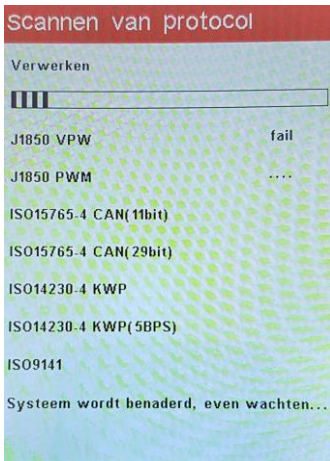 Scannen van protocol
Verwerken
J1850 VPW fail
J1850 PWM ....
ISO15765-4 CAN(11bit)
ISO15765-4 CAN(29bit)
ISO14230-4 KWP
ISO14230-4 KWP(5BPS)
ISO9141
Systeem wordt benaderd, even wachten...